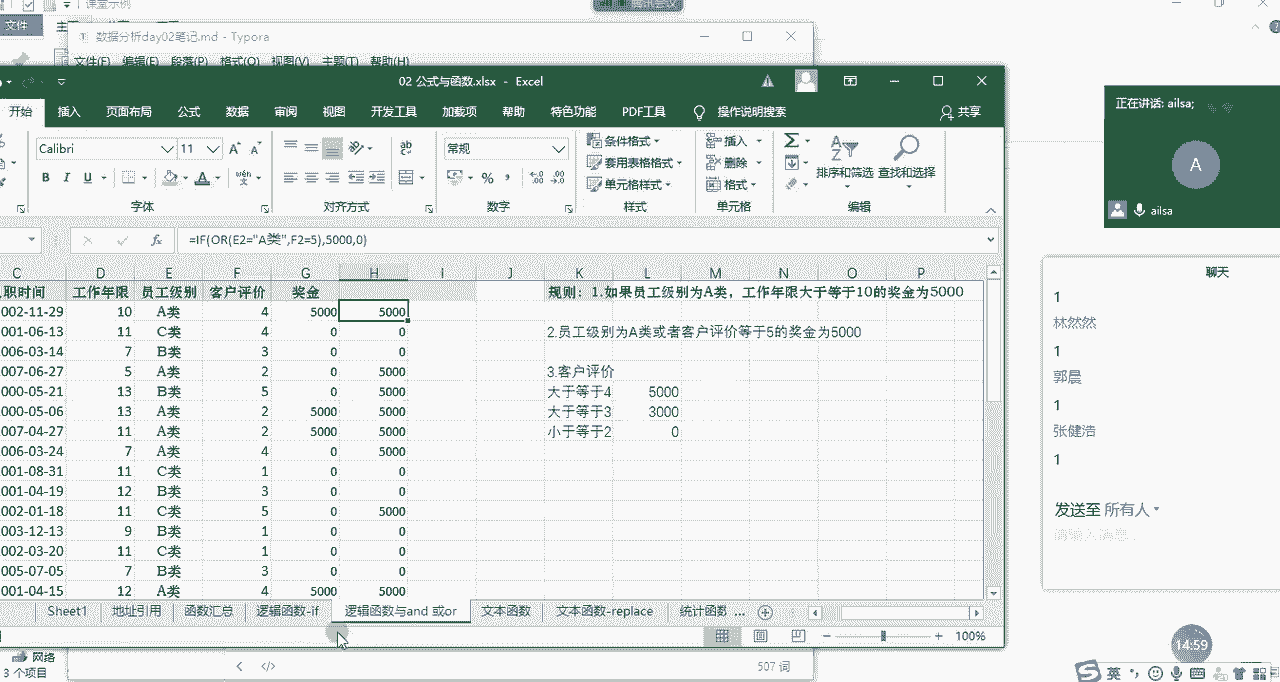 课堂示例
腾讯会议
文件
数据分析day02笔记.md - Typora
文件(F) 编辑(E) 段落(P) 格式(O) 视图(V) 主题(T) 帮助(H)
02 公式与函数.xlsx - Excel
开始 插入 页面布局 公式 数据 审阅 视图 开发工具 加载项 帮助 特色功能 PDF工具 操作说明搜索 共享
Calibri 11 常规
条件格式 套用表格格式 单元格样式
插入 删除 格式
排序和筛选 查找和选择
字体 对齐方式 数字 样式 单元格 编辑
=IF(OR(E2="A类",F2=5),5000,0)
C D E F G H I J K L M N O P
职时间 工作年限 员工级别 客户评价 奖金 规则：1.如果员工级别为A类，工作年限大于等于10的奖金为5000
002-11-29 10 A类 4 5000 5000
001-06-13 11 C类 4 0 0 2.员工级别为A类或者客户评价等于5的奖金为5000
006-03-14 7 B类 3 0 0
007-06-27 5 A类 2 0 5000 3.客户评价
000-05-21 13 B类 5 0 5000 大于等于4 5000
000-05-06 13 A类 2 5000 5000 大于等于3 3000
007-04-27 11 A类 2 5000 5000 小于等于2 0
006-03-24 7 A类 4 0 5000
001-08-31 11 C类 1 0 0
001-04-19 12 B类 3 0 0
002-01-18 11 C类 5 0 5000
003-12-13 9 B类 1 0 0
002-03-20 11 C类 1 0 0
005-07-05 7 B类 3 0 0
001-04-15 12 A类 4 5000 5000
Sheet1 地址引用 函数汇总 逻辑函数-if 逻辑函数与and 或or 文本函数 文本函数-replace 统计函数 ...
100%
网络
3 个项目
507 词
正在讲话: ailsa;
A
ailsa
聊天
1
林然然
1
郭晨
1
张健浩
1
发送至 所有人
请输入消息...
14:59
英